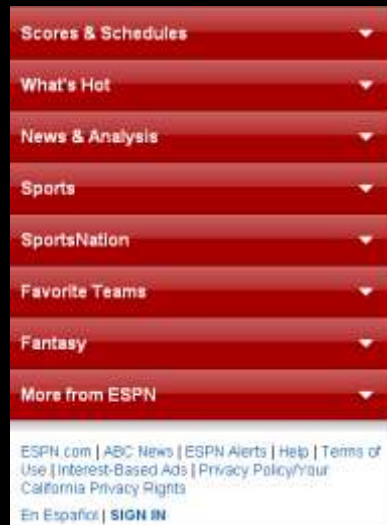 Scores & Schedules
What's Hot
News & Analysis
Sports
SportsNation
Favorite Teams
Fantasy
More from ESPN
ESPN.com | ABC News | ESPN Alerts | Help | Terms of
Use | Interest-Based Ads | Privacy Policy/Your
California Privacy Rights
En Español | SIGN IN